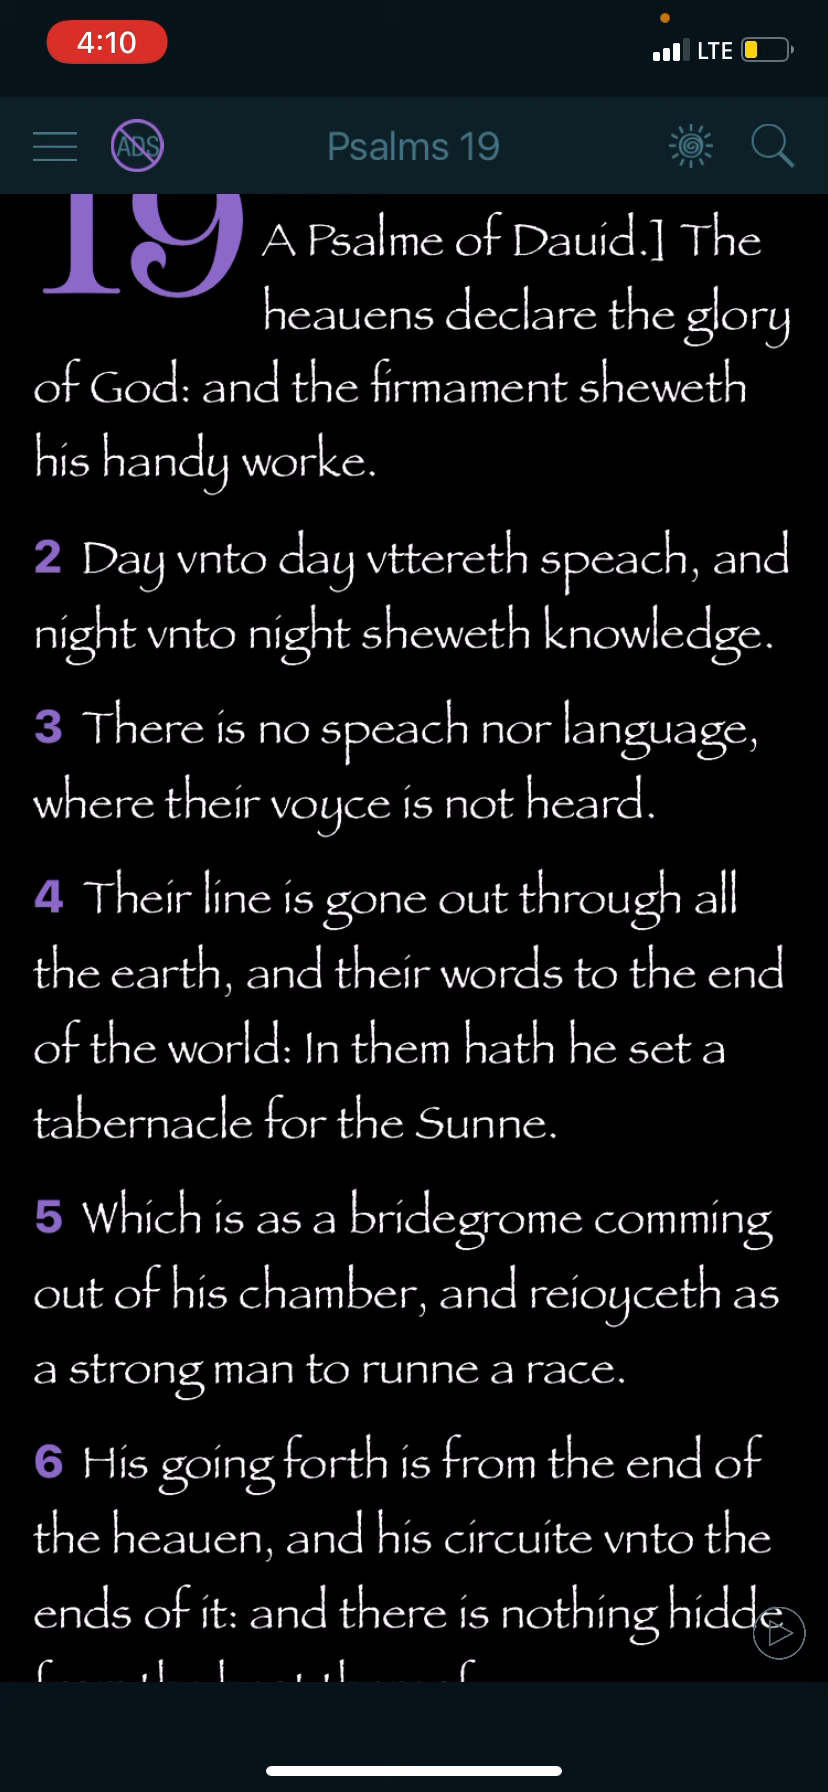 4:10
LTE
ADS
Psalms 19
19
A Psalme of Dauid.] The
heauens declare the glory
of God: and the firmament sheweth
his handy worke.
2 Day vnto day vttereth speach, and
night vnto night sheweth knowledge.
3 There is no speach nor language,
where their voyce is not heard.
4 Their line is gone out through all
the earth, and their words to the end
of the world: In them hath he set a
tabernacle for the Sunne.
5 Which is as a bridegrome comming
out of his chamber, and reioyceth as
a strong man to runne a race.
6 His going forth is from the end of
the heauen, and his circuite vnto the
ends of it: and there is nothing hidde